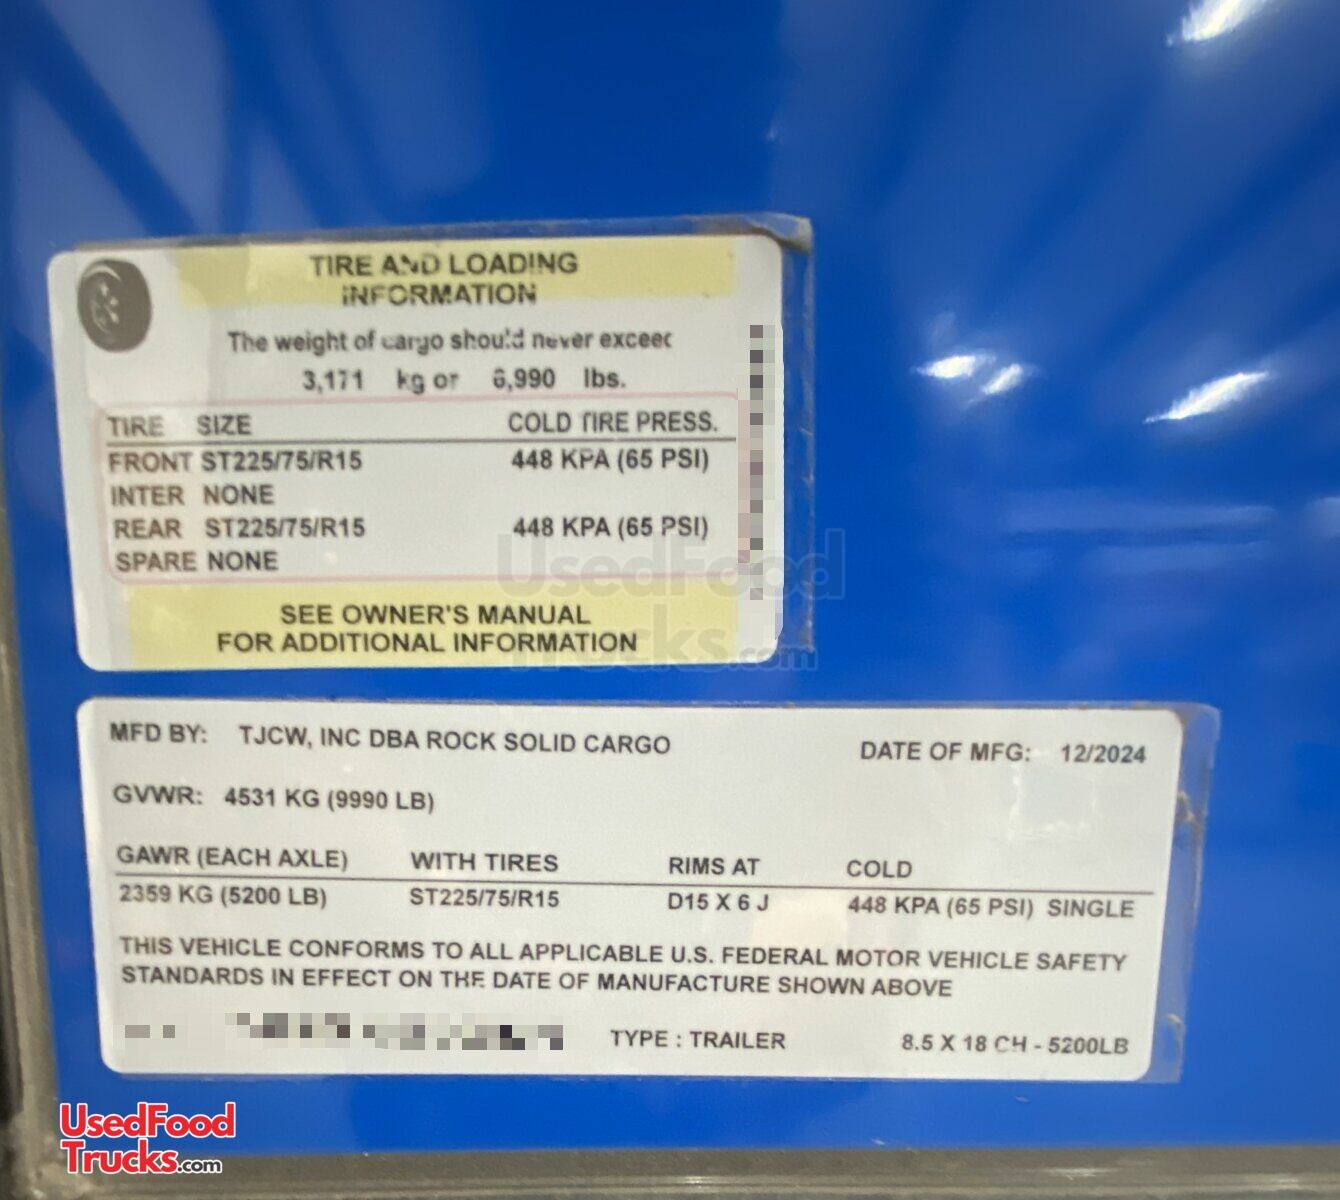 TIRE AND LOADING
INFORMATION
The weight of cargo should never exceed
3,171 kg or 6,990 lbs.
TIRE SIZE COLD TIRE PRESS.
FRONT ST225/75/R15 448 KPA (65 PSI)
INTER NONE
REAR ST225/75/R15 448 KPA (65 PSI)
SPARE NONE
SEE OWNER'S MANUAL
FOR ADDITIONAL INFORMATION
UsedFood
Trucks.com
MFD BY: TJCW, INC DBA ROCK SOLID CARGO DATE OF MFG: 12/2024
GVWR: 4531 KG (9990 LB)
GAWR (EACH AXLE) WITH TIRES RIMS AT COLD
2359 KG (5200 LB) ST225/75/R15 D15 X 6 J 448 KPA (65 PSI) SINGLE
THIS VEHICLE CONFORMS TO ALL APPLICABLE U.S. FEDERAL MOTOR VEHICLE SAFETY
STANDARDS IN EFFECT ON THE DATE OF MANUFACTURE SHOWN ABOVE
TYPE : TRAILER 8.5 X 18 CH - 5200LB
UsedFood
Trucks.com